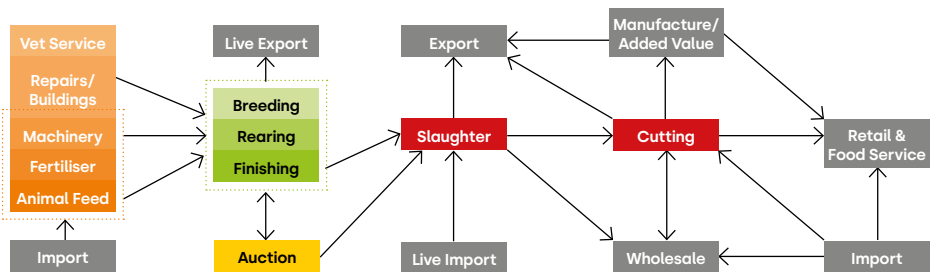 Vet Service
Repairs/
Buildings
Machinery
Fertiliser
Animal Feed
Import
Live Export
Breeding
Rearing
Finishing
Auction
Export
Slaughter
Live Import
Manufacture/
Added Value
Cutting
Wholesale
Retail &
Food Service
Import